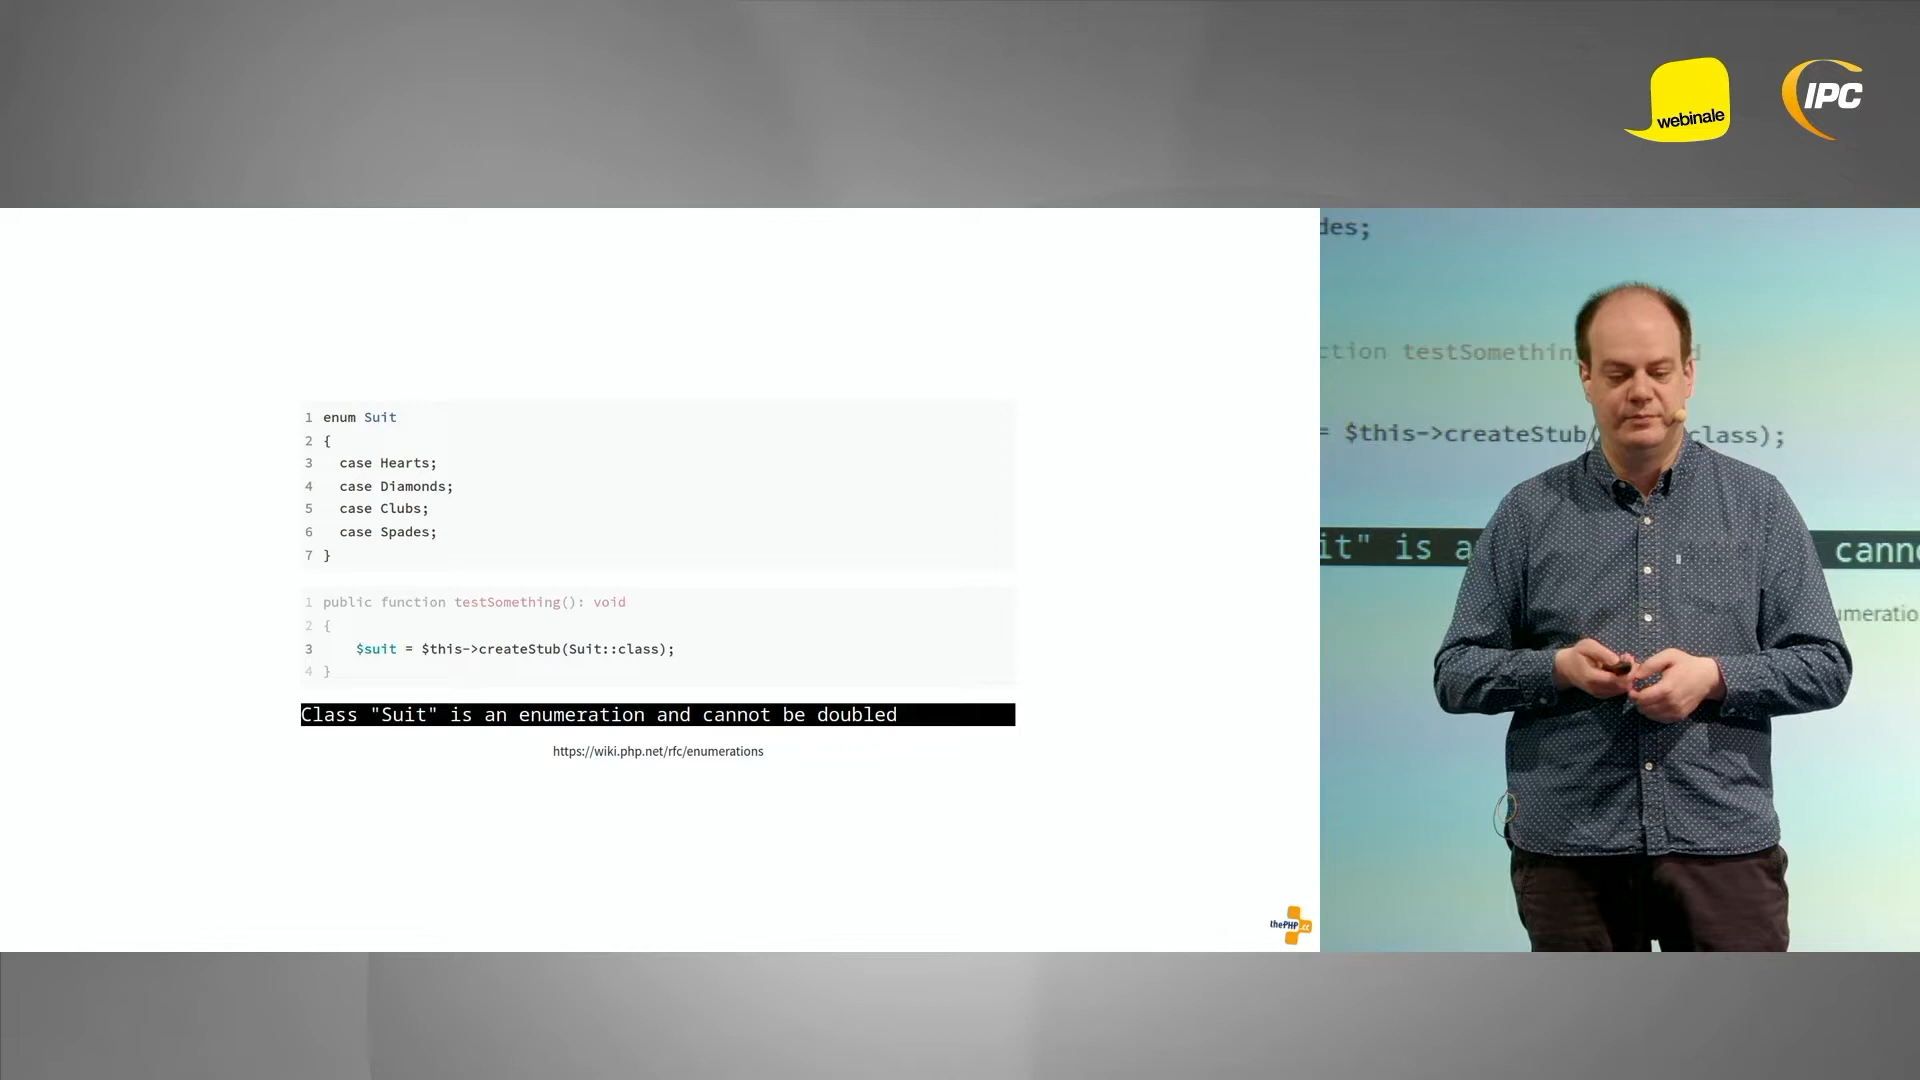 webinale
IPC
1 enum Suit
2 {
3 case Hearts;
4 case Diamonds;
5 case Clubs;
6 case Spades;
7 }
1 public function testSomething(): void
2 {
3 $suit = $this->createStub(Suit::class);
4 }
Class "Suit" is an enumeration and cannot be doubled
https://wiki.php.net/rfc/enumerations
thePHP.cc
des;
ction testSomethin d
= $this->createStub( class);
it" is a cann
umeratio